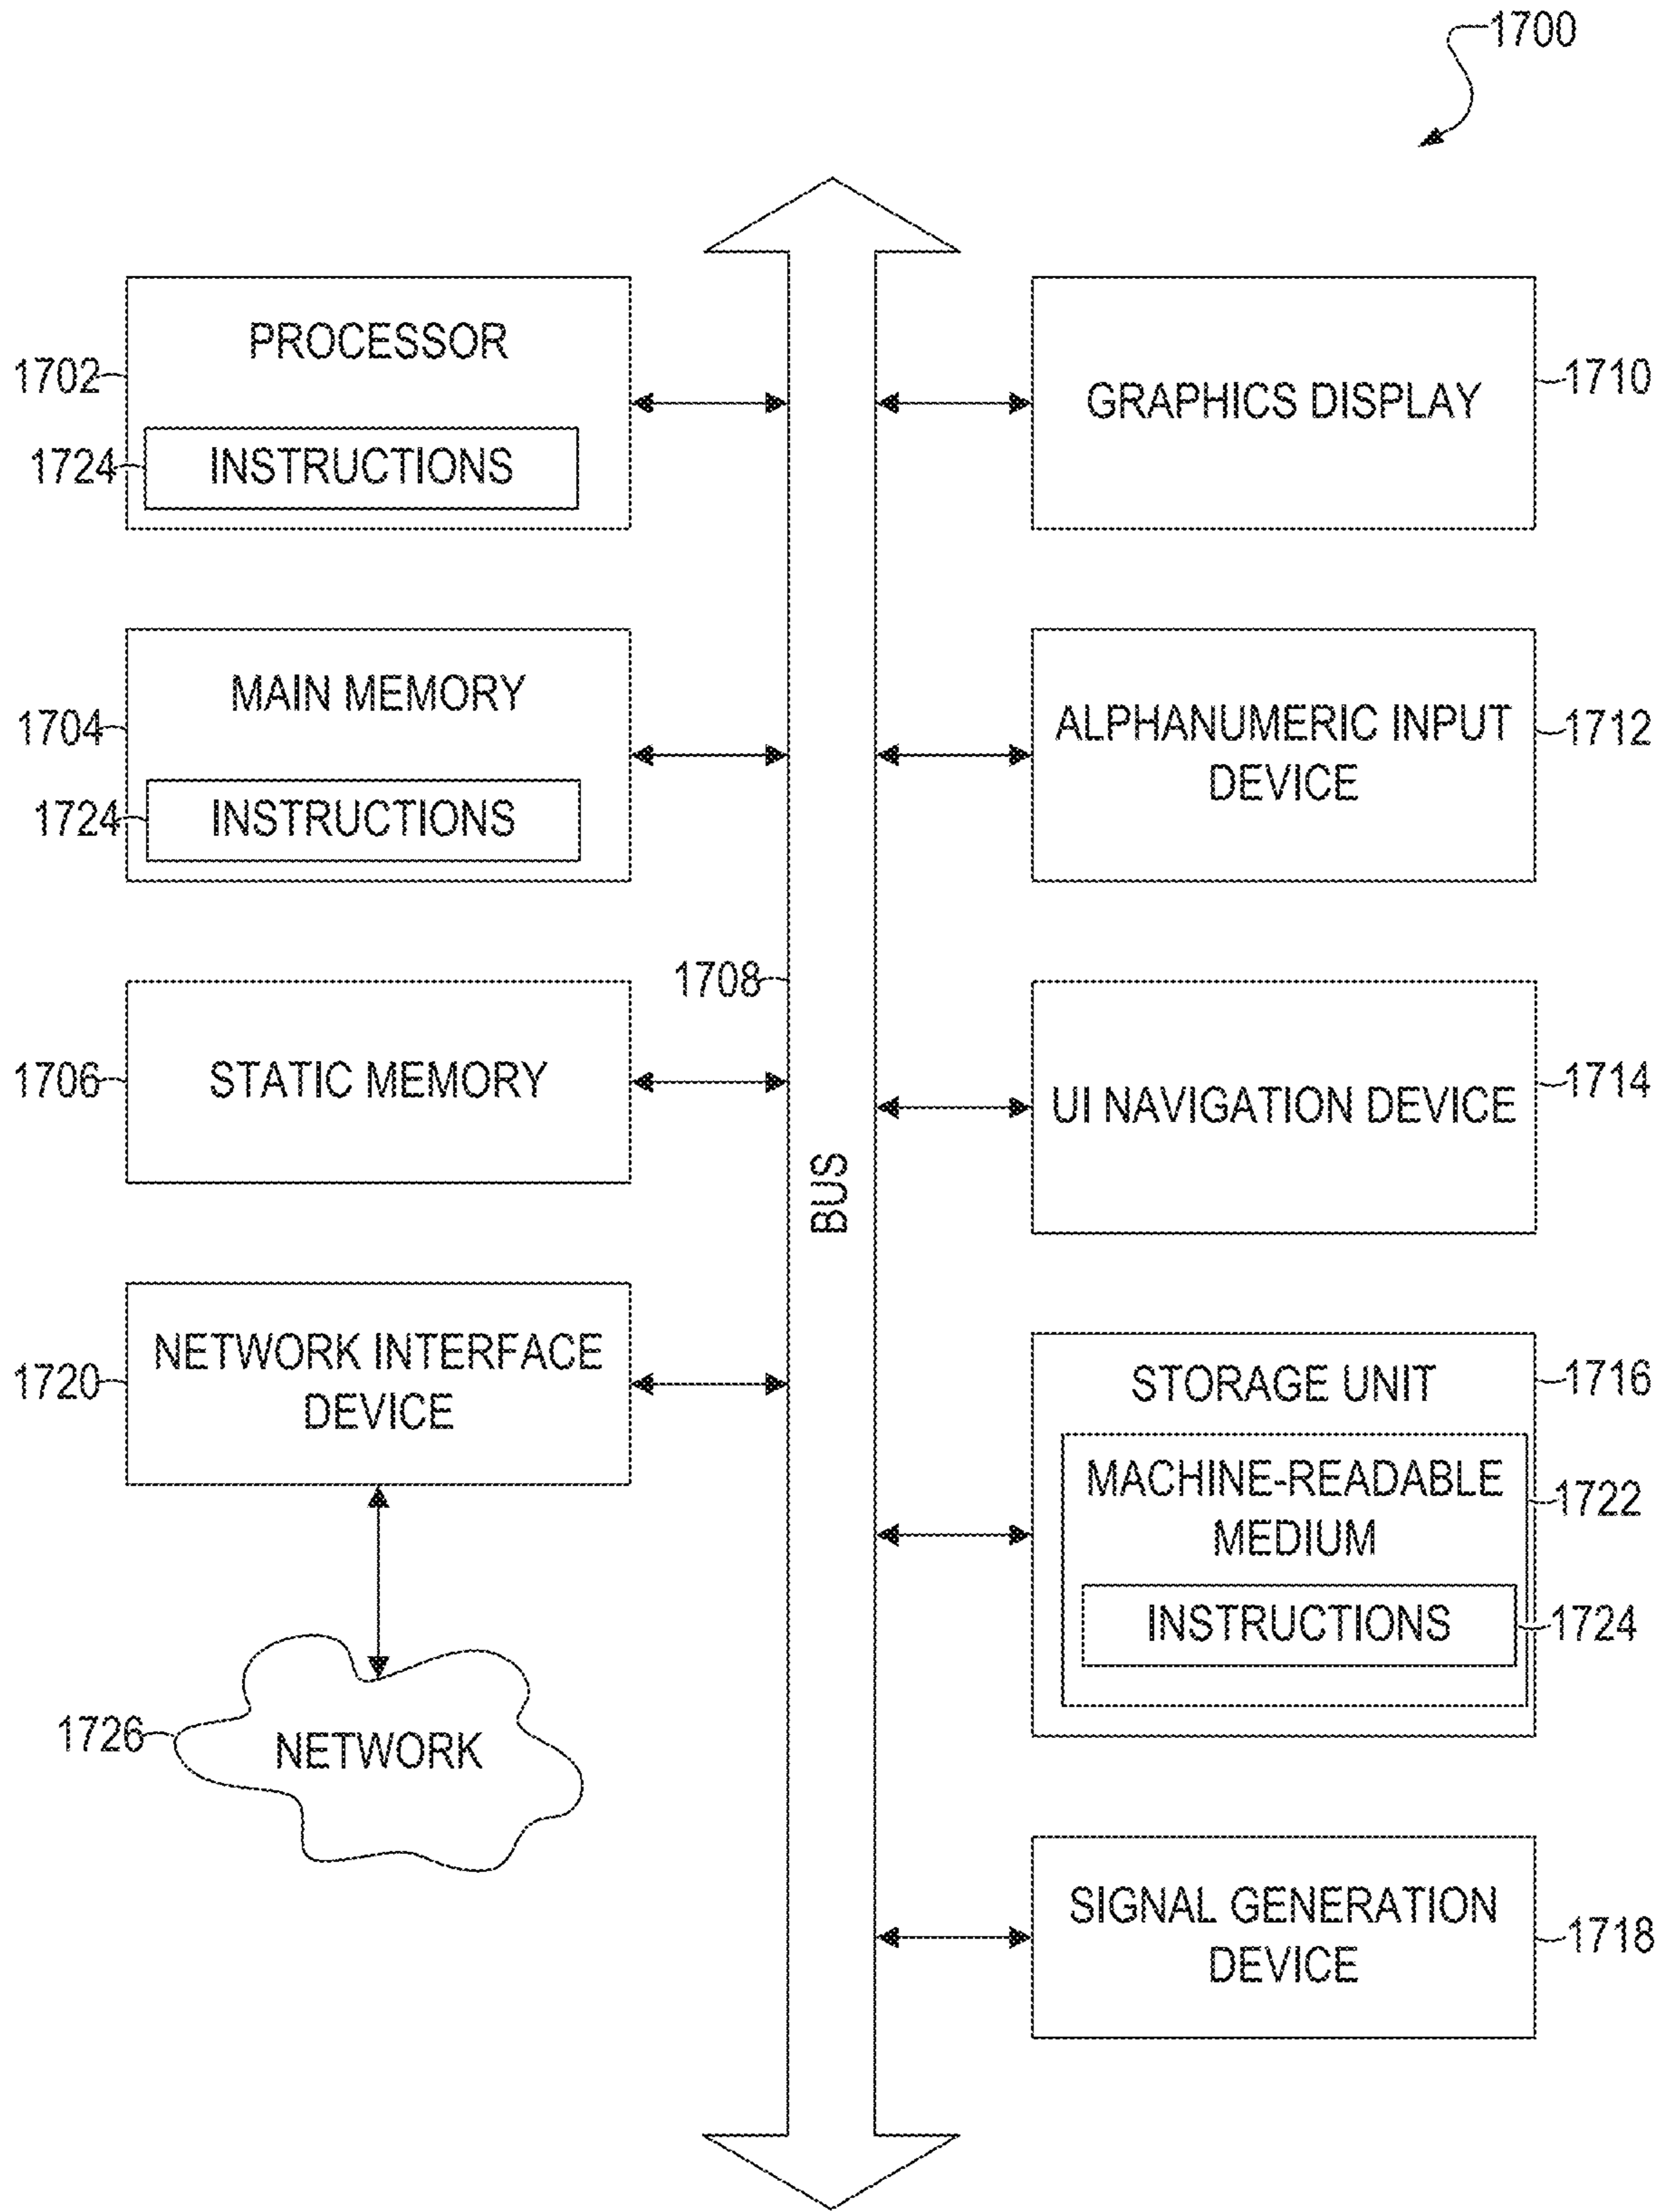 1700
PROCESSOR
1702
1724
INSTRUCTIONS
MAIN MEMORY
1704
1724
INSTRUCTIONS
1706
STATIC MEMORY
1720
NETWORK INTERFACE
DEVICE
1726
NETWORK
1708
BUS
GRAPHICS DISPLAY
1710
ALPHANUMERIC INPUT
DEVICE
1712
UI NAVIGATION DEVICE
1714
STORAGE UNIT
1716
MACHINE-READABLE
MEDIUM
1722
INSTRUCTIONS
1724
SIGNAL GENERATION
DEVICE
1718